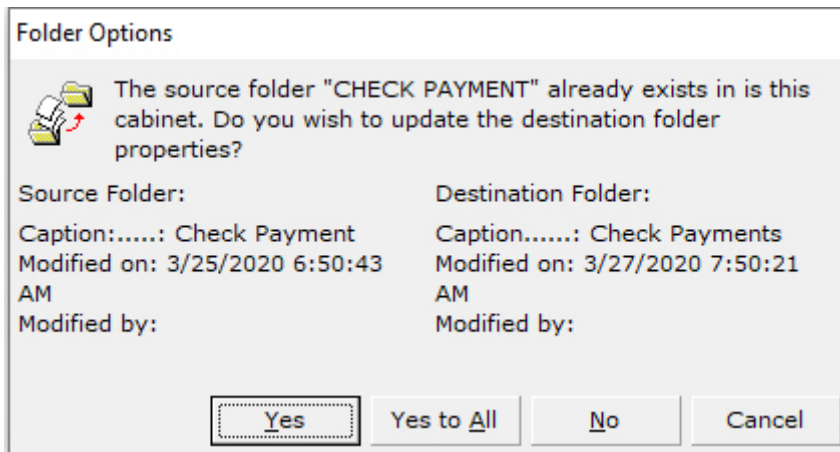 Folder Options
The source folder "CHECK PAYMENT" already exists in is this
cabinet. Do you wish to update the destination folder
properties?
Source Folder:
Caption:.....: Check Payment
Modified on: 3/25/2020 6:50:43
AM
Modified by:
Destination Folder:
Caption......: Check Payments
Modified on: 3/27/2020 7:50:21
AM
Modified by:
Yes
Yes to All
No
Cancel